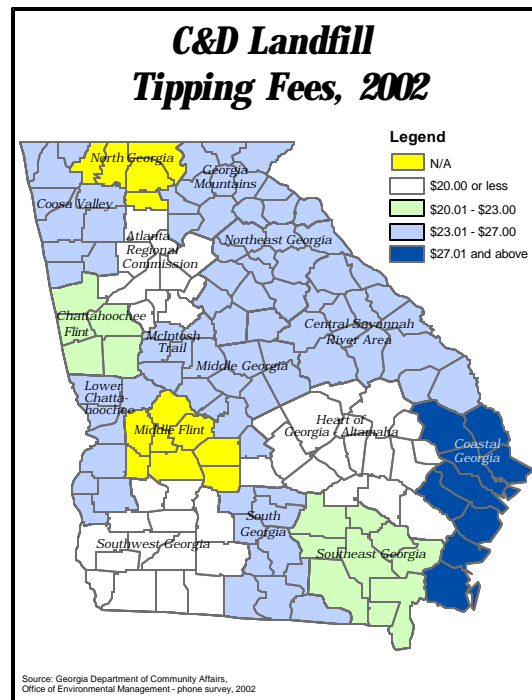 C&D Landfill
Tipping Fees, 2002
Legend
N/A
$20.00 or less
$20.01 - $23.00
$23.01 - $27.00
$27.01 and above
North Georgia
Georgia
Mountains
Coosa Valley
Atlanta
Regional
Commission
Northeast Georgia
Chattahoochee
Flint
McIntosh
Trail
Central Savannah
River Area
Middle Georgia
Lower
Chatta-
hoochee
Middle Flint
Heart of
Georgia - Altamaha
Coastal
Georgia
South
Georgia
Southwest Georgia
Southeast Georgia
Source: Georgia Department of Community Affairs,
Office of Environmental Management - phone survey, 2002